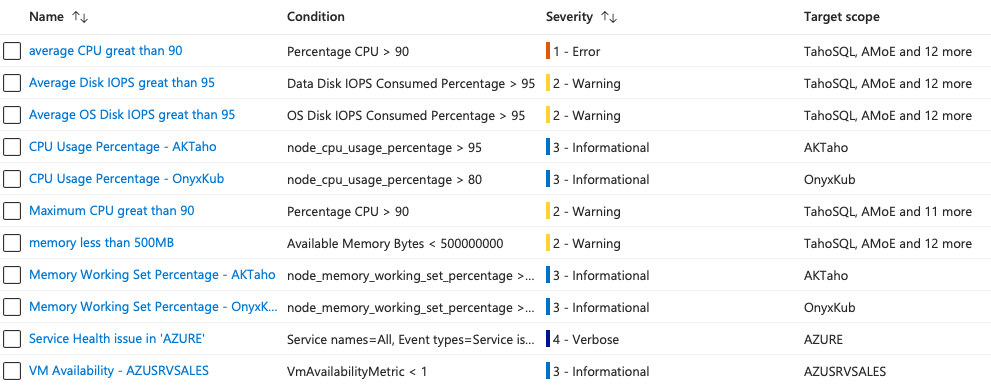 Name ↑↓ Condition Severity ↑↓ Target scope
average CPU great than 90 Percentage CPU > 90 1 - Error TahoSQL, AMoE and 12 more
Average Disk IOPS great than 95 Data Disk IOPS Consumed Percentage > 95 2 - Warning TahoSQL, AMoE and 12 more
Average OS Disk IOPS great than 95 OS Disk IOPS Consumed Percentage > 95 2 - Warning TahoSQL, AMoE and 12 more
CPU Usage Percentage - AKTaho node_cpu_usage_percentage > 95 3 - Informational AKTaho
CPU Usage Percentage - OnyxKub node_cpu_usage_percentage > 80 3 - Informational OnyxKub
Maximum CPU great than 90 Percentage CPU > 90 2 - Warning TahoSQL, AMoE and 11 more
memory less than 500MB Available Memory Bytes < 500000000 2 - Warning TahoSQL, AMoE and 12 more
Memory Working Set Percentage - AKTaho node_memory_working_set_percentage >... 3 - Informational AKTaho
Memory Working Set Percentage - OnyxK... node_memory_working_set_percentage >... 3 - Informational OnyxKub
Service Health issue in 'AZURE' Service names=All, Event types=Service is... 4 - Verbose AZURE
VM Availability - AZUSRVSALES VmAvailabilityMetric < 1 3 - Informational AZUSRVSALES